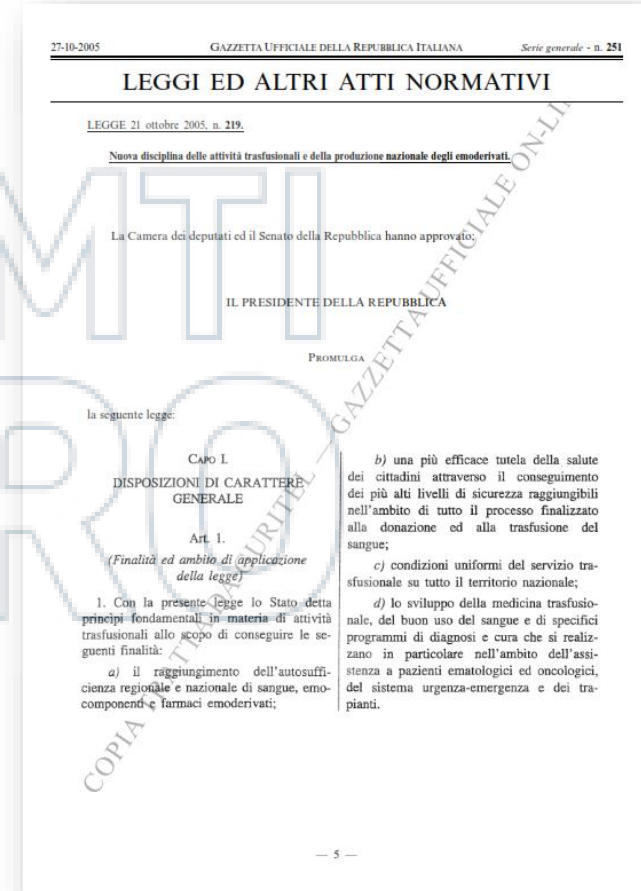 27-10-2005 GAZZETTA UFFICIALE DELLA REPUBBLICA ITALIANA Serie generale - n. 251
LEGGI ED ALTRI ATTI NORMATIVI
LEGGE 21 ottobre 2005, n. 219.
Nuova disciplina delle attività trasfusionali e della produzione nazionale degli emoderivati.
La Camera dei deputati ed il Senato della Repubblica hanno approvato;
IL PRESIDENTE DELLA REPUBBLICA
PROMULGA
la seguente legge:
CAPO I.
DISPOSIZIONI DI CARATTERE
GENERALE
Art. 1.
(Finalità ed ambito di applicazione
della legge)
1. Con la presente legge lo Stato detta
principi fondamentali in materia di attività
trasfusionali allo scopo di conseguire le se-
guenti finalità:
a) il raggiungimento dell'autosuffi-
cienza regionale e nazionale di sangue, emo-
componenti e farmaci emoderivati;
b) una più efficace tutela della salute
dei cittadini attraverso il conseguimento
dei più alti livelli di sicurezza raggiungibili
nell'ambito di tutto il processo finalizzato
alla donazione ed alla trasfusione del
sangue;
c) condizioni uniformi del servizio tra-
sfusionale su tutto il territorio nazionale;
d) lo sviluppo della medicina trasfusio-
nale, del buon uso del sangue e di specifici
programmi di diagnosi e cura che si realiz-
zano in particolare nell'ambito dell'assi-
stenza a pazienti ematologici ed oncologici,
del sistema urgenza-emergenza e dei tra-
pianti.
COPIA TRATTA DA GURITEL — GAZZETTA UFFICIALE ON-LI
MTI
RO
— 5 —